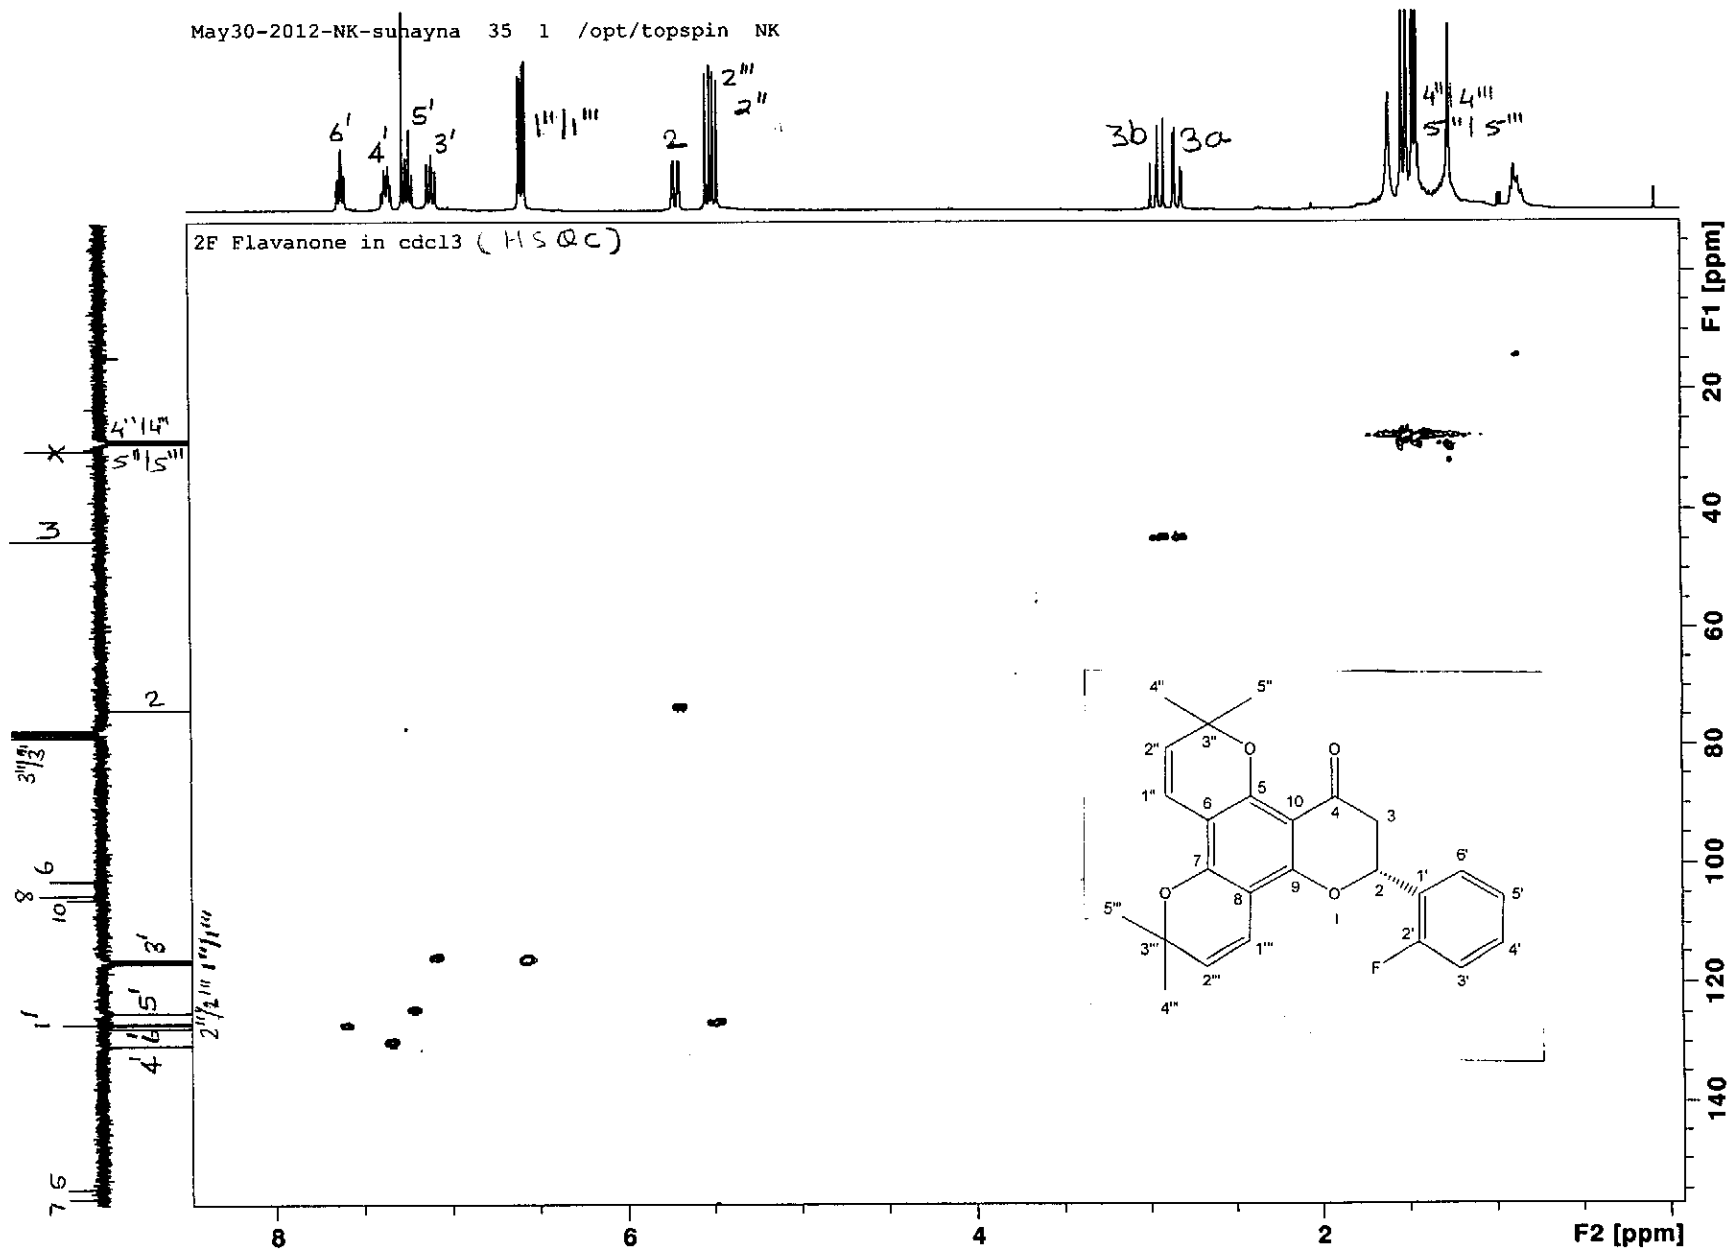 May30-2012-NK-suhayna 35 1 /opt/topspin NK
6' 4' 5' 3' 1"/1''' 2 2''' 2" 3b 3a 4" 4''' 5" / 5'''
2F Flavanone in cdcl3 (HSQC)
4"/4"'
X 5"/5'''
3
2
3"/3'''
6
8
10
3' 1"/1'''
5' 2"/2'''
1'
6'
4'
5
7
F1 [ppm]
20
40
60
80
100
120
140
4" 5"
3"
2" O O
1" 5 10 4 3
6
7 9 2 1' 6'
O 8 O 5'
5''' 1
3''' 1''' 2' 4'
2''' F 3'
4'''
8 6 4 2 F2 [ppm]